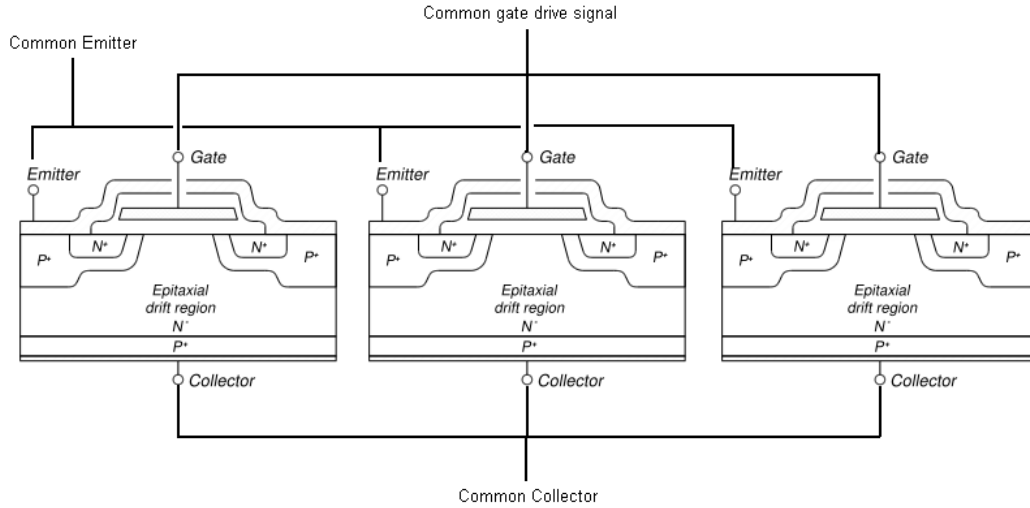 Common gate drive signal
Common Emitter
Gate
Gate
Gate
Emitter
Emitter
Emitter
N⁺
N⁺
N⁺
N⁺
N⁺
N⁺
P⁺
P⁺
P⁺
P⁺
P⁺
P⁺
Epitaxial
drift region
N⁻
Epitaxial
drift region
N⁻
Epitaxial
drift region
N⁻
P⁺
P⁺
P⁺
Collector
Collector
Collector
Common Collector